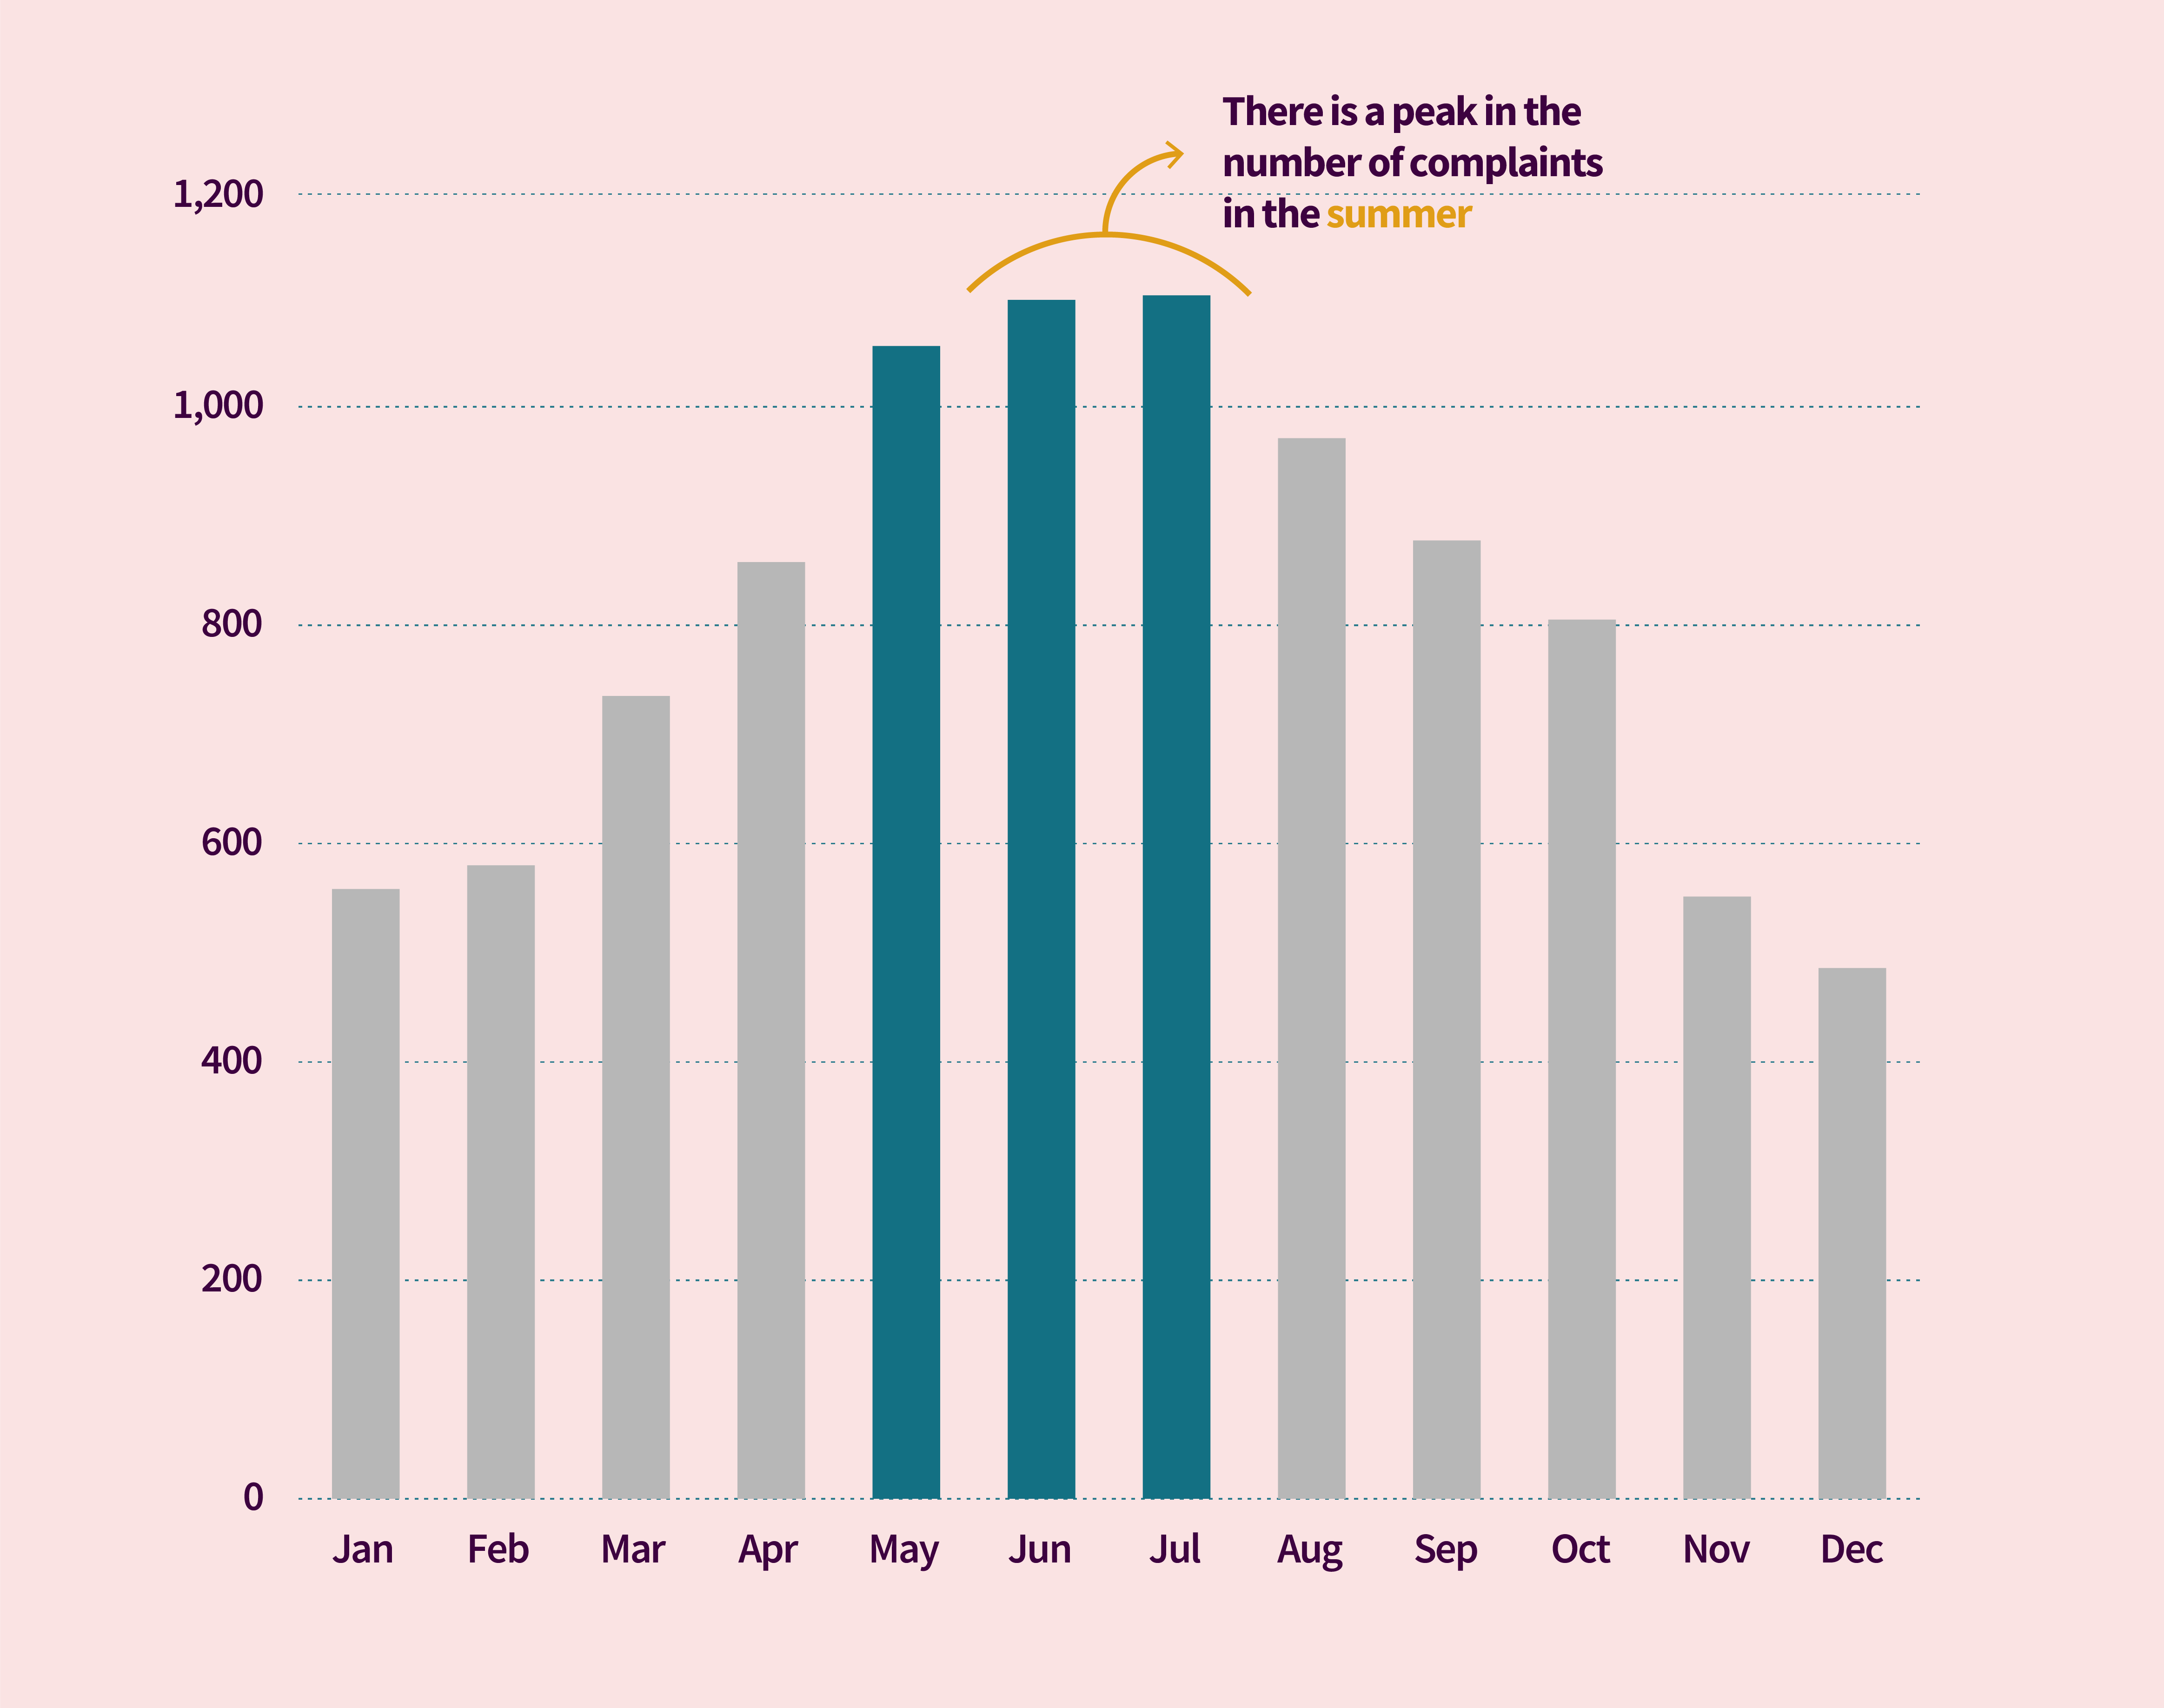 There is a peak in the
number of complaints
in the summer
1,200
1,000
800
600
400
200
0
Jan Feb Mar Apr May Jun Jul Aug Sep Oct Nov Dec